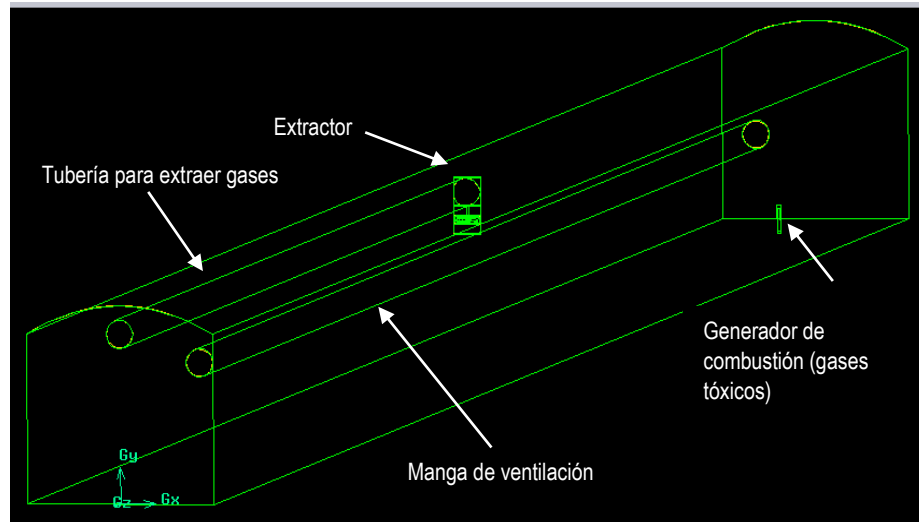 Extractor
Tubería para extraer gases
Generador de
combustión (gases
tóxicos)
Manga de ventilación
Gy
Gz
Gx